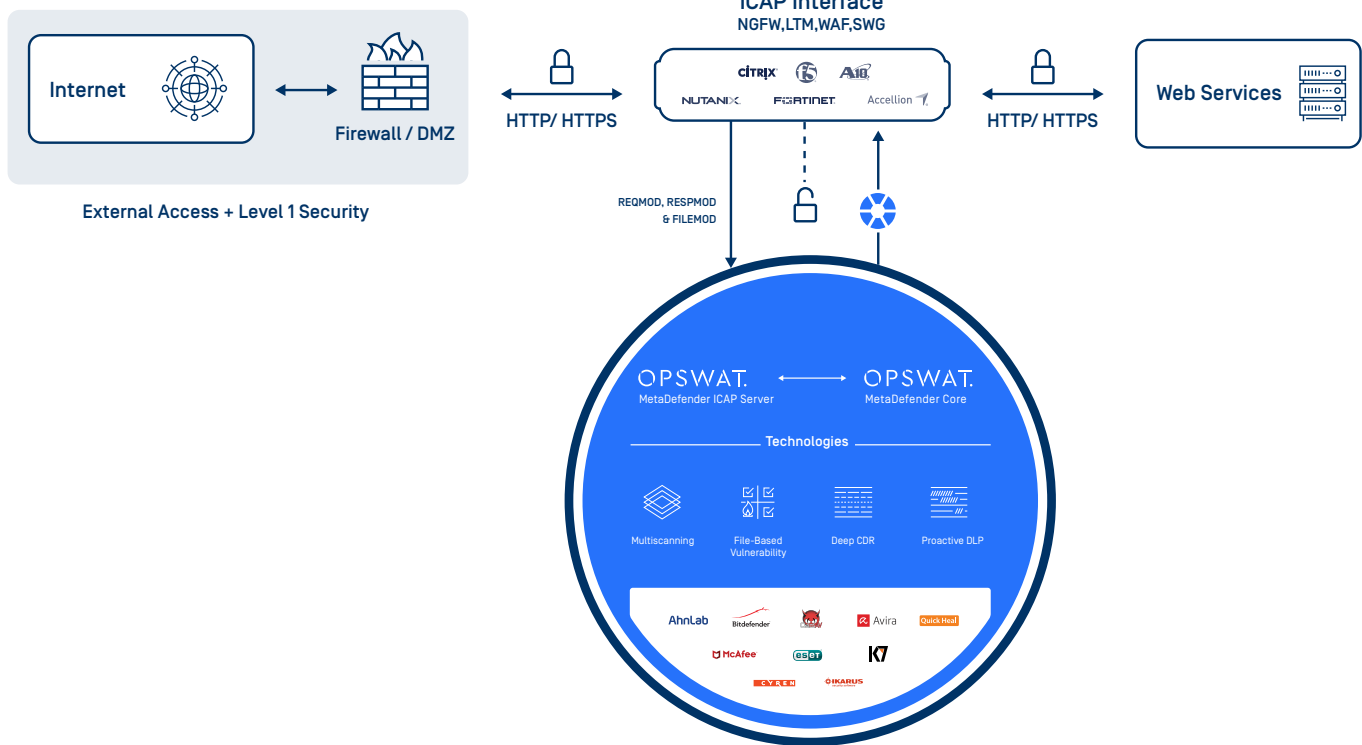 ICAP Interface
NGFW,LTM,WAF,SWG
Internet
Firewall / DMZ
External Access + Level 1 Security
HTTP/ HTTPS
CITRIX
A10
NUTANIX
FORTINET
Accellion
HTTP/ HTTPS
Web Services
REQMOD, RESPMOD
& FILEMOD
OPSWAT.
MetaDefender ICAP Server
OPSWAT.
MetaDefender Core
Technologies
Multiscanning
File-Based
Vulnerability
Deep CDR
Proactive DLP
AhnLab
Bitdefender
Avira
Quick Heal
McAfee
eseT
K7
CYREN
IKARUS